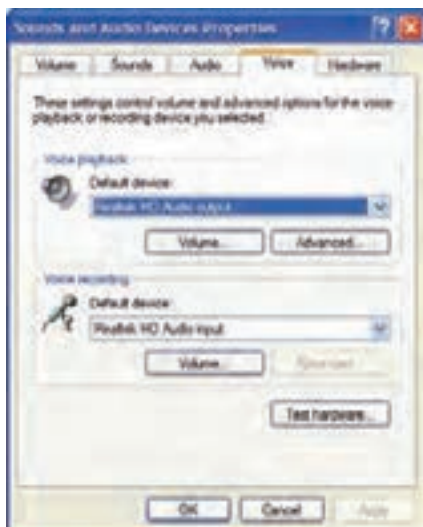 Sounds and Audio Devices Properties
Volume Sounds Audio Voice Hardware
These settings control volume and advanced options for the voice
playback or recording device you selected.
Voice playback
Default device:
Realtek HD Audio output
Volume... Advanced...
Voice recording
Default device:
Realtek HD Audio input
Volume... Advanced...
Test hardware...
OK Cancel Apply